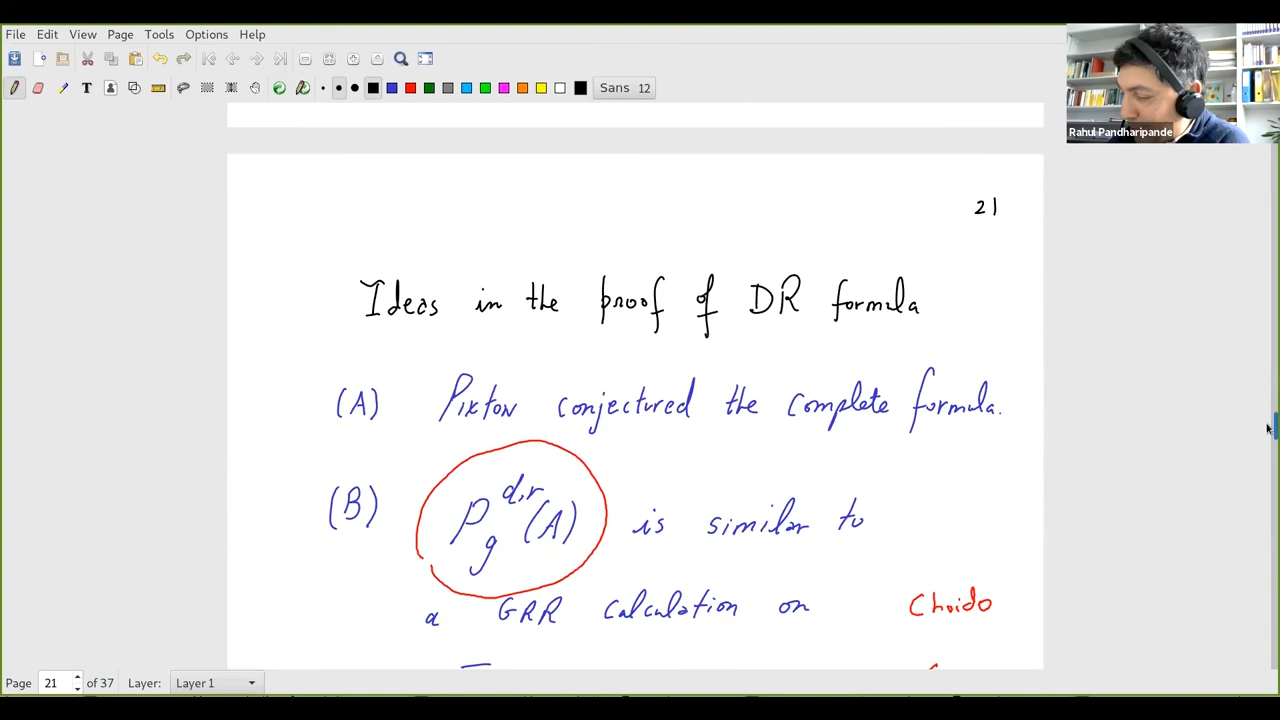 File Edit View Page Tools Options Help
Sans 12
Rahul Pandharipande
21
Ideas in the proof of DR formula
(A) Pixton conjectured the complete formula.
(B) P_g^{d,r}(A) is similar to
a GRR calculation on Choido
Page 21 of 37 Layer: Layer 1